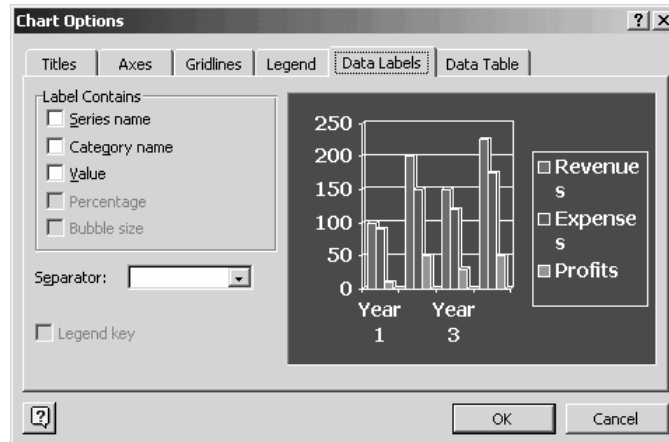 Chart Options
? X
Titles Axes Gridlines Legend Data Labels Data Table
Label Contains
Series name
Category name
Value
Percentage
Bubble size
Separator:
Legend key
250
200
150
100
50
0
Year
1
Year
3
Revenue
s
Expense
s
Profits
?
OK Cancel